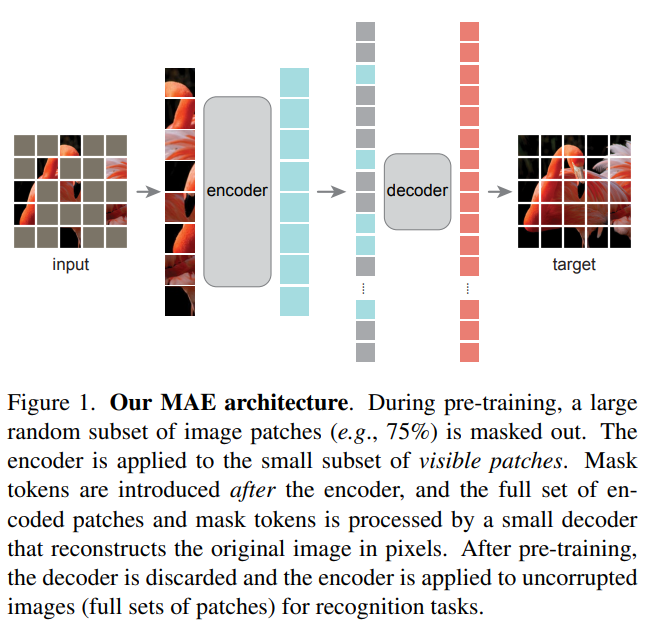 input
encoder
decoder
target
Figure 1. Our MAE architecture. During pre-training, a large
random subset of image patches (e.g., 75%) is masked out. The
encoder is applied to the small subset of visible patches. Mask
tokens are introduced after the encoder, and the full set of en-
coded patches and mask tokens is processed by a small decoder
that reconstructs the original image in pixels. After pre-training,
the decoder is discarded and the encoder is applied to uncorrupted
images (full sets of patches) for recognition tasks.